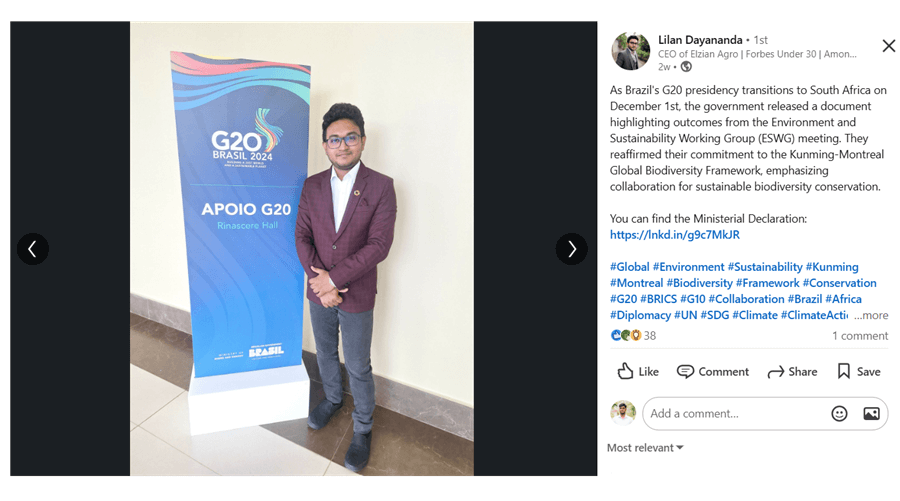 G20
BRASIL 2024
APOIO G20
Rinascere Hall
BRASIL
Lilan Dayananda • 1st
CEO of Elzian Agro | Forbes Under 30 | Amon...
2w •
As Brazil's G20 presidency transitions to South Africa on
December 1st, the government released a document
highlighting outcomes from the Environment and
Sustainability Working Group (ESWG) meeting. They
reaffirmed their commitment to the Kunming-Montreal
Global Biodiversity Framework, emphasizing
collaboration for sustainable biodiversity conservation.
You can find the Ministerial Declaration:
https://lnkd.in/g9c7MkJR
#Global #Environment #Sustainability #Kunming
#Montreal #Biodiversity #Framework #Conservation
#G20 #BRICS #G10 #Collaboration #Brazil #Africa
#Diplomacy #UN #SDG #Climate #ClimateActi ...more
38
1 comment
Like Comment Share Save
Add a comment...
Most relevant